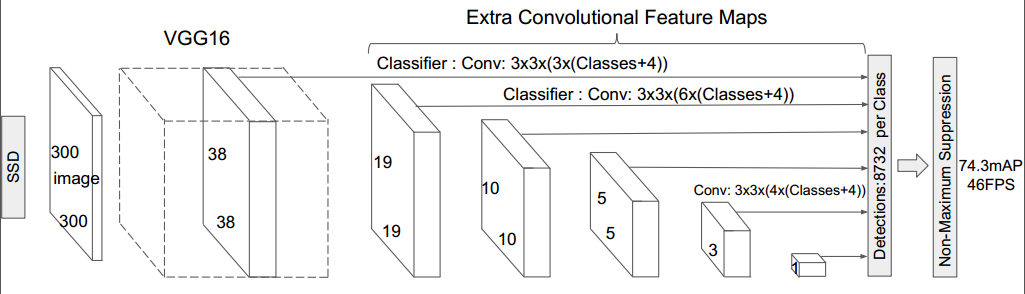 Extra Convolutional Feature Maps
VGG16
Classifier : Conv: 3x3x(3x(Classes+4))
Classifier : Conv: 3x3x(6x(Classes+4))
SSD
300
image
300
38
38
19
19
10
10
5
5
Conv: 3x3x(4x(Classes+4))
3
1
Detections:8732 per Class
Non-Maximum Suppression
74.3mAP
46FPS